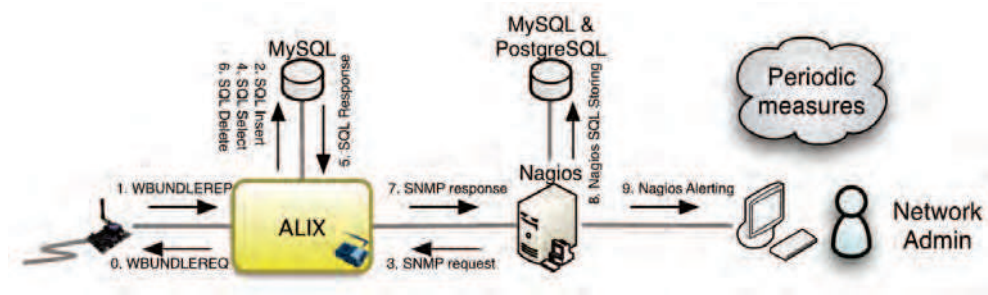 MySQL
MySQL &
PostgreSQL
Periodic
measures
2. SQL Insert
4. SQL Select
6. SQL Delete
5. SQL Response
8. Nagios SQL Storing
1. WBUNDLEREP
7. SNMP response
Nagios
9. Nagios Alerting
ALIX
Network
Admin
0. WBUNDLEREQ
3. SNMP request